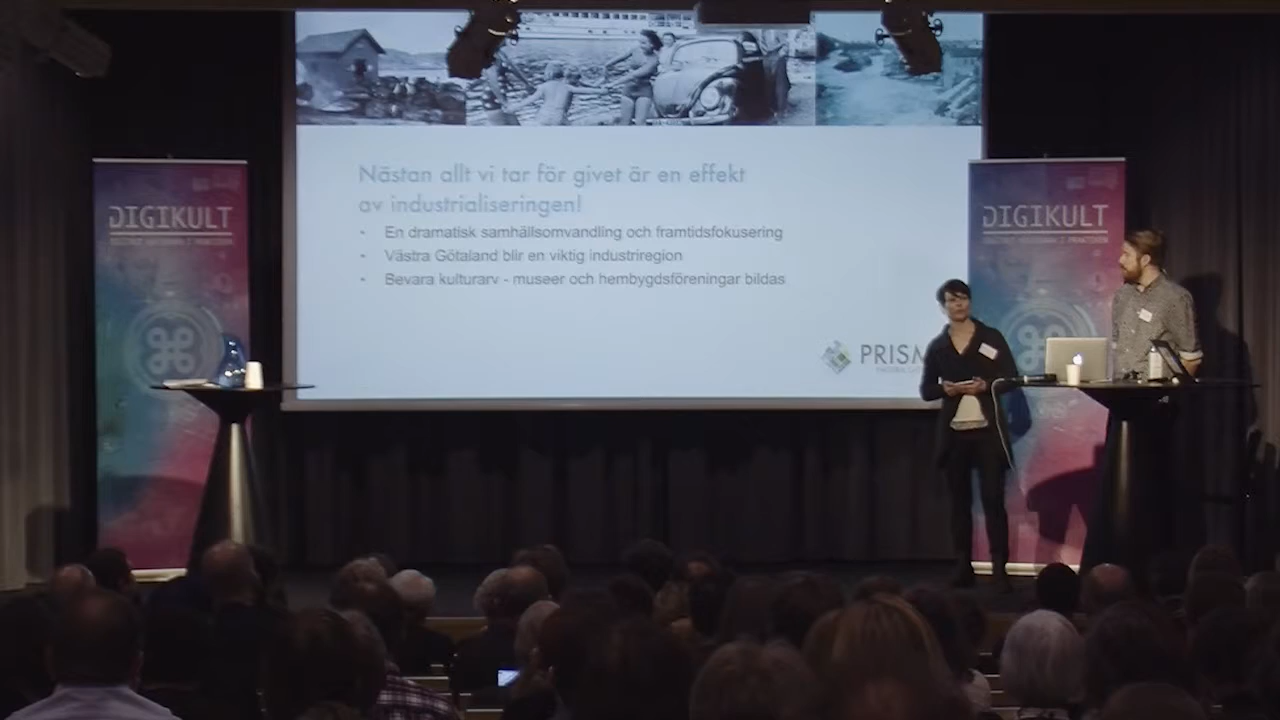 Nästan allt vi tar för givet är en effekt
av industrialiseringen!
- En dramatisk samhällsomvandling och framtidsfokusering
- Västra Götaland blir en viktig industriregion
- Bevara kulturarv - museer och hembygdsföreningar bildas
PRISM
DIGIKULT
DIGIKULT